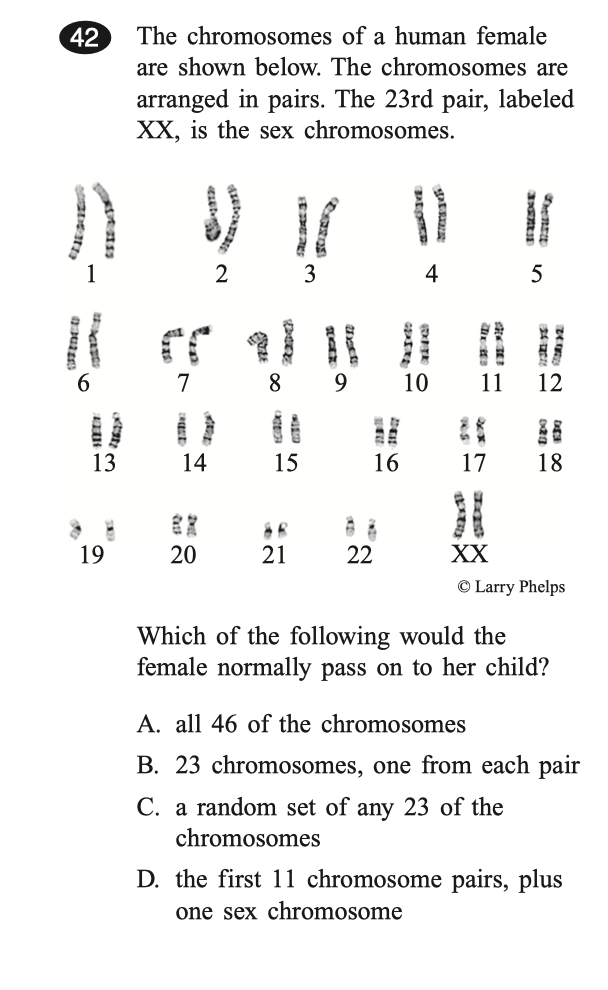 42 The chromosomes of a human female
are shown below. The chromosomes are
arranged in pairs. The 23rd pair, labeled
XX, is the sex chromosomes.
1 2 3 4 5
6 7 8 9 10 11 12
13 14 15 16 17 18
19 20 21 22 XX
© Larry Phelps
Which of the following would the
female normally pass on to her child?
A. all 46 of the chromosomes
B. 23 chromosomes, one from each pair
C. a random set of any 23 of the
chromosomes
D. the first 11 chromosome pairs, plus
one sex chromosome